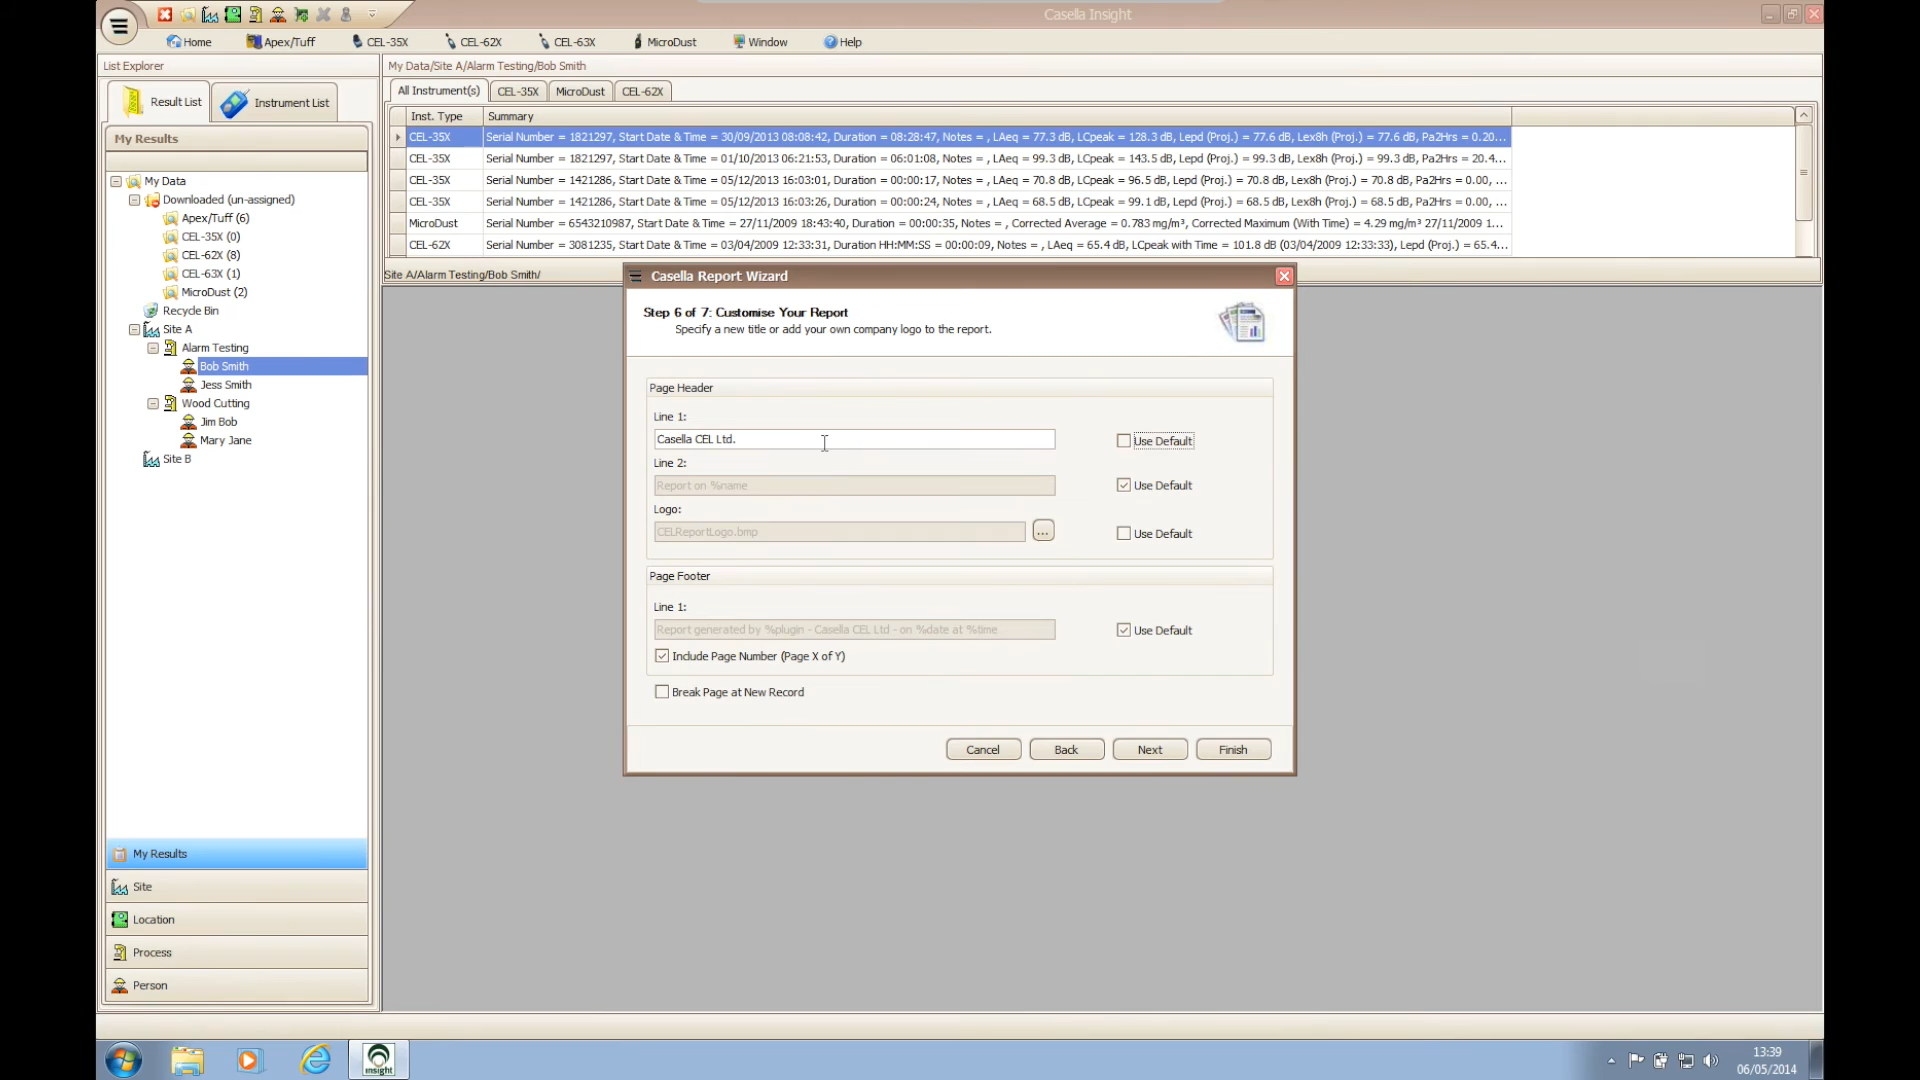 Casella Insight
Home Apex/Tuff CEL-35X CEL-62X CEL-63X MicroDust Window Help
List Explorer
My Data/Site A/Alarm Testing/Bob Smith
Result List Instrument List
All Instrument(s) CEL-35X MicroDust CEL-62X
My Results
Inst. Type Summary
CEL-35X Serial Number = 1821297, Start Date & Time = 30/09/2013 08:08:42, Duration = 08:28:47, Notes = , LAeq = 77.3 dB, LCpeak = 128.3 dB, Lepd (Proj.) = 77.6 dB, Lex8h (Proj.) = 77.6 dB, Pa2Hrs = 0.20...
CEL-35X Serial Number = 1821297, Start Date & Time = 01/10/2013 06:21:53, Duration = 06:01:08, Notes = , LAeq = 99.3 dB, LCpeak = 143.5 dB, Lepd (Proj.) = 99.3 dB, Lex8h (Proj.) = 99.3 dB, Pa2Hrs = 20.4...
CEL-35X Serial Number = 1421286, Start Date & Time = 05/12/2013 16:03:01, Duration = 00:00:17, Notes = , LAeq = 70.8 dB, LCpeak = 96.5 dB, Lepd (Proj.) = 70.8 dB, Lex8h (Proj.) = 70.8 dB, Pa2Hrs = 0.00, ...
CEL-35X Serial Number = 1421286, Start Date & Time = 05/12/2013 16:03:26, Duration = 00:00:24, Notes = , LAeq = 68.5 dB, LCpeak = 99.1 dB, Lepd (Proj.) = 68.5 dB, Lex8h (Proj.) = 68.5 dB, Pa2Hrs = 0.00, ...
MicroDust Serial Number = 6543210987, Start Date & Time = 27/11/2009 18:43:40, Duration = 00:00:35, Notes = , Corrected Average = 0.783 mg/m³, Corrected Maximum (With Time) = 4.29 mg/m³ 27/11/2009 1...
CEL-62X Serial Number = 3081235, Start Date & Time = 03/04/2009 12:33:31, Duration HH:MM:SS = 00:00:09, Notes = , LAeq = 65.4 dB, LCpeak with Time = 101.8 dB (03/04/2009 12:33:33), Lepd (Proj.) = 65.4...
Site A/Alarm Testing/Bob Smith/
My Data
Downloaded (un-assigned)
Apex/Tuff (6)
CEL-35X (0)
CEL-62X (8)
CEL-63X (1)
MicroDust (2)
Recycle Bin
Site A
Alarm Testing
Bob Smith
Jess Smith
Wood Cutting
Jim Bob
Mary Jane
Site B
My Results
Site
Location
Process
Person
Casella Report Wizard
Step 6 of 7: Customise Your Report
Specify a new title or add your own company logo to the report.
Page Header
Line 1:
Casella CEL Ltd. Use Default
Line 2:
Report on %name Use Default
Logo:
CELReportLogo.bmp ... Use Default
Page Footer
Line 1:
Report generated by %plugin - Casella CEL Ltd - on %date at %time Use Default
Include Page Number (Page X of Y)
Break Page at New Record
Cancel Back Next Finish
insight
13:39
06/05/2014